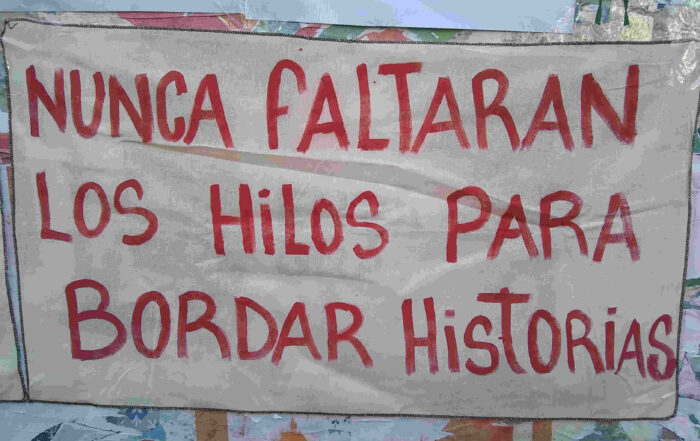 NUNCA FALTARAN
LOS HiLOS PARA
BORDAR HisTORiAS